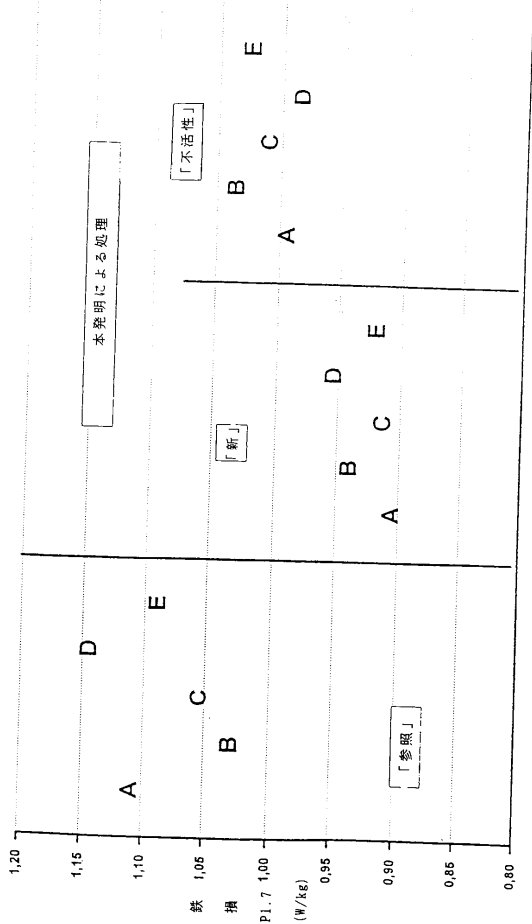 1,20
1,15
1,10
1,05
1,00
0,95
0,90
0,85
0,80
鉄
損
P1.7
(W/kg)
本発明による処理
「参照」
「新」
「不活性」
A
B
C
D
E
A
B
C
D
E
A
B
C
D
E